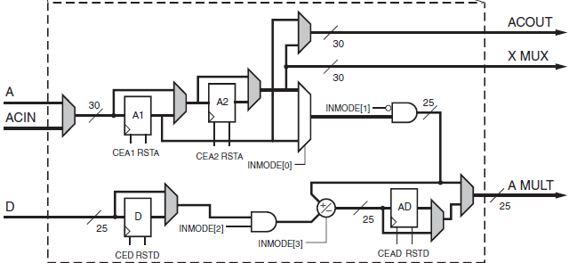 ACOUT
30
X MUX
30
A
ACIN
30
A1
A2
INMODE[1]
25
CEA1 RSTA
CEA2 RSTA
INMODE[0]
D
25
D
INMODE[2]
+
−
25
AD
A MULT
25
INMODE[3]
CED RSTD
CEAD RSTD